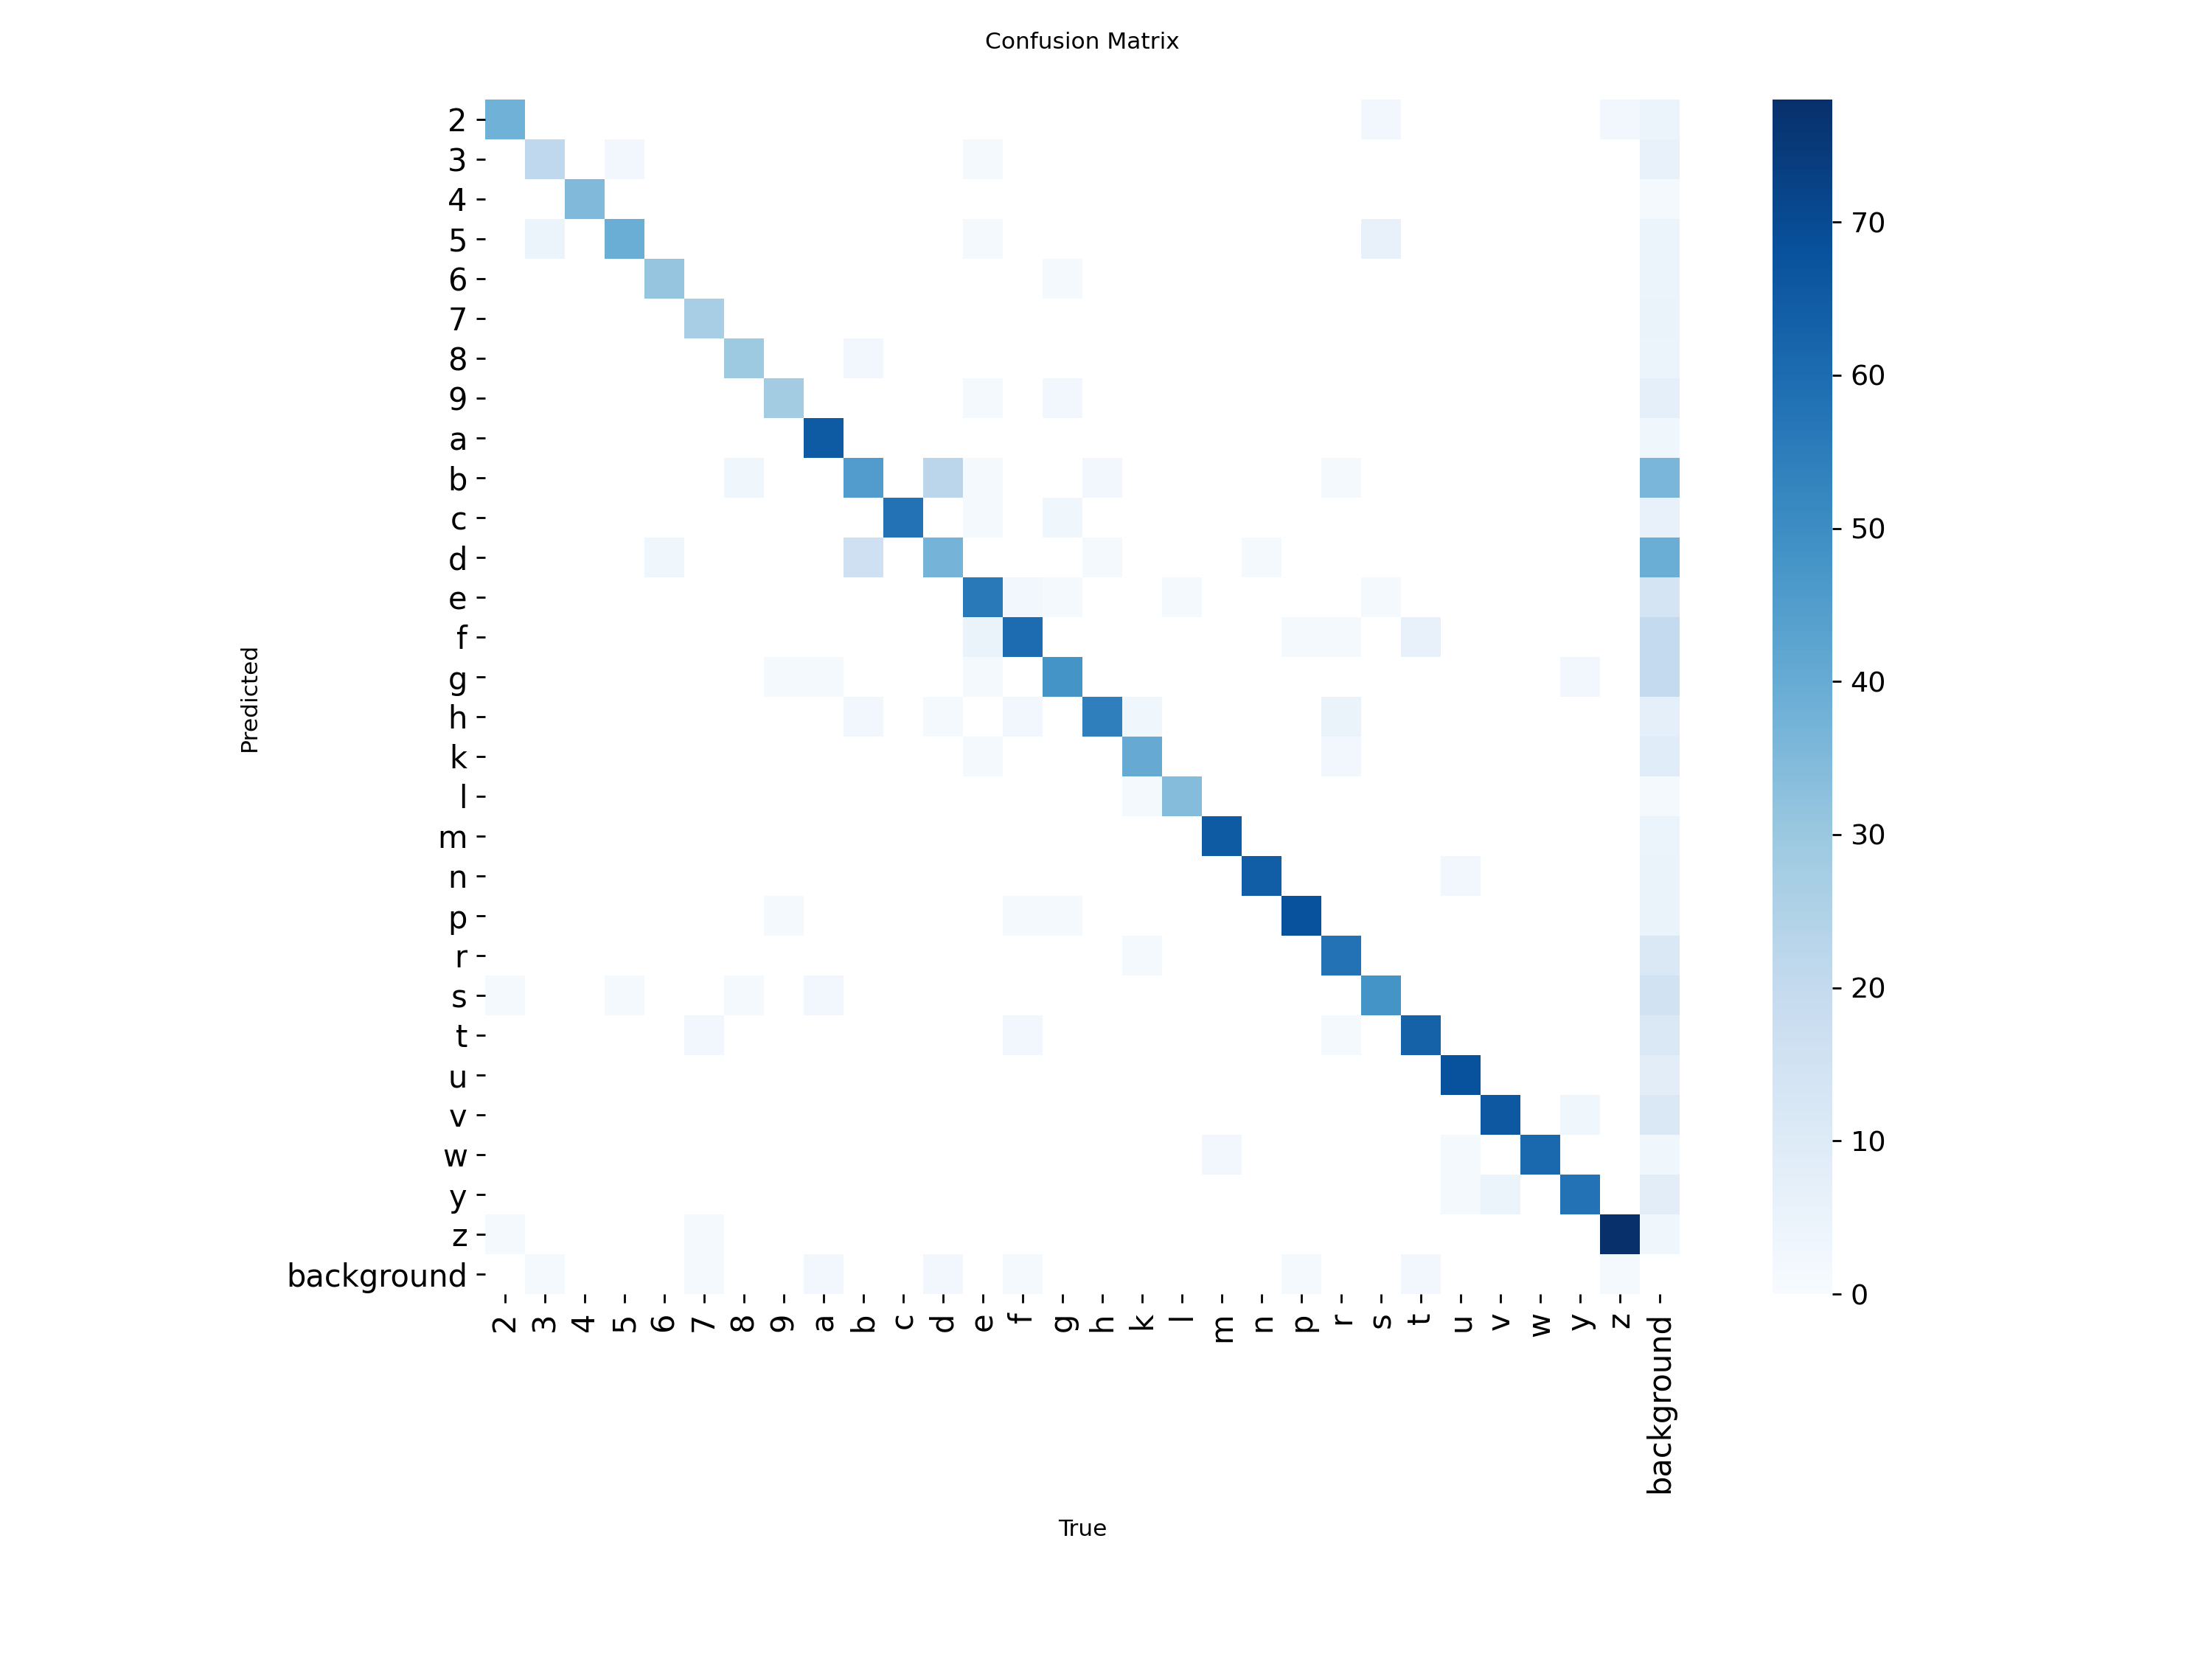 Confusion Matrix
2
3
4
5
6
7
8
9
a
b
c
d
e
f
g
h
k
l
m
n
p
r
s
t
u
v
w
y
z
background
Predicted
2 3 4 5 6 7 8 9 a b c d e f g h k l m n p r s t u v w y z background
True
70
60
50
40
30
20
10
0